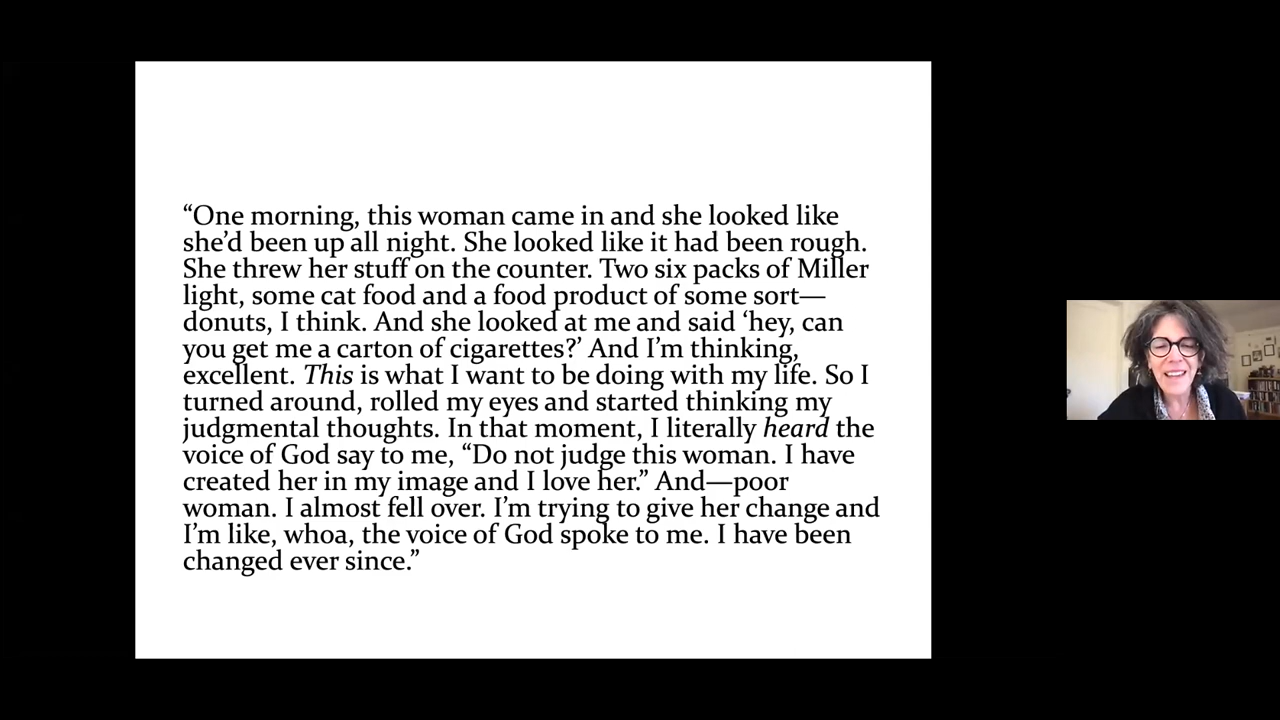 “One morning, this woman came in and she looked like
she’d been up all night. She looked like it had been rough.
She threw her stuff on the counter. Two six packs of Miller
light, some cat food and a food product of some sort—
donuts, I think. And she looked at me and said ‘hey, can
you get me a carton of cigarettes?’ And I’m thinking,
excellent. This is what I want to be doing with my life. So I
turned around, rolled my eyes and started thinking my
judgmental thoughts. In that moment, I literally heard the
voice of God say to me, “Do not judge this woman. I have
created her in my image and I love her.” And—poor
woman. I almost fell over. I’m trying to give her change and
I’m like, whoa, the voice of God spoke to me. I have been
changed ever since.”